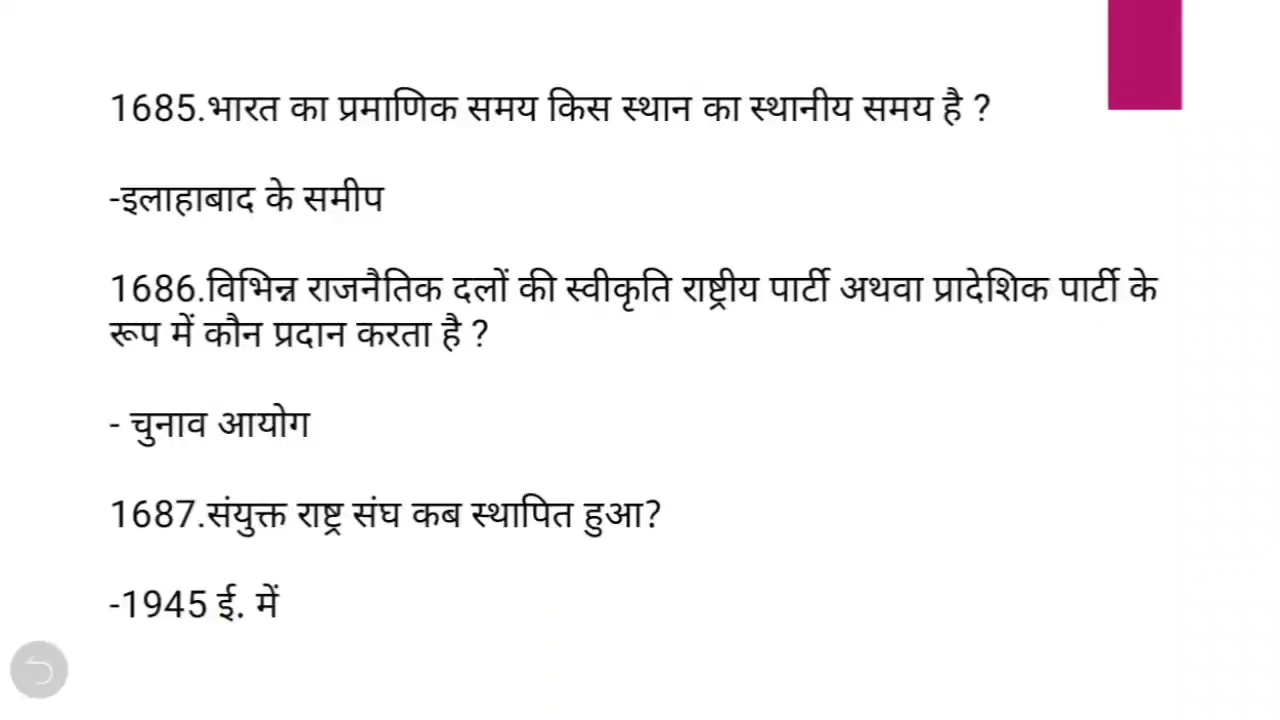 1685.भारत का प्रमाणिक समय किस स्थान का स्थानीय समय है ?
-इलाहाबाद के समीप
1686.विभिन्न राजनैतिक दलों की स्वीकृति राष्ट्रीय पार्टी अथवा प्रादेशिक पार्टी के
रूप में कौन प्रदान करता है ?
- चुनाव आयोग
1687.संयुक्त राष्ट्र संघ कब स्थापित हुआ?
-1945 ई. में